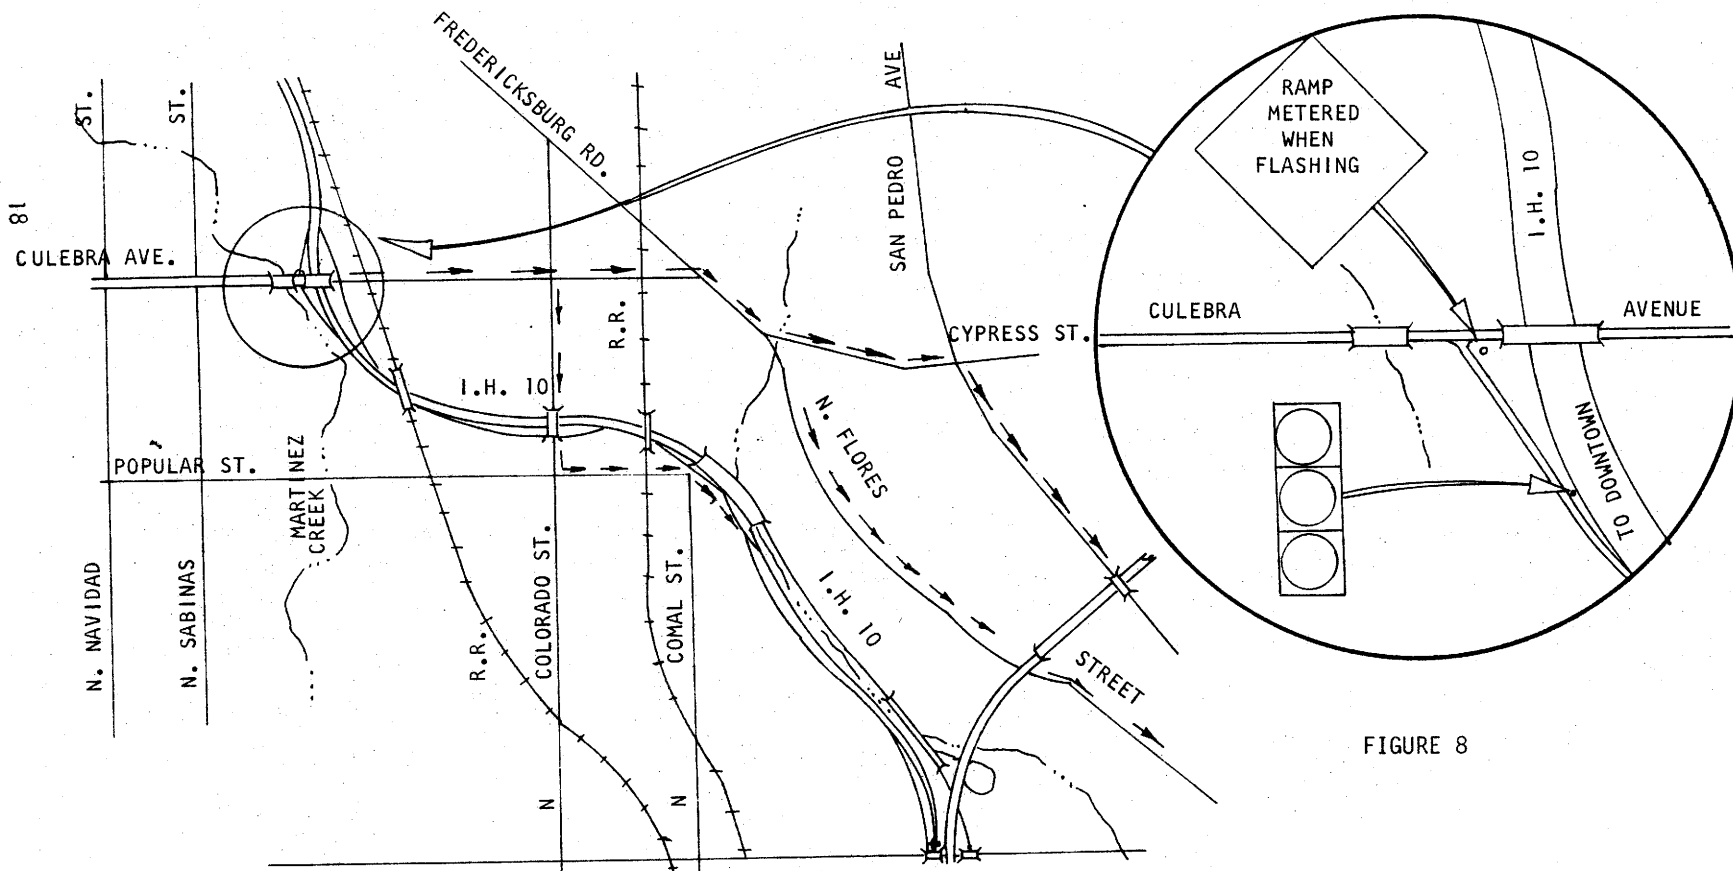 FREDERICKSBURG RD.
ST.
ST.
SAN PEDRO AVE
RAMP
METERED
WHEN
FLASHING
I.H. 10
18
CULEBRA AVE.
R.R.
CYPRESS ST.
CULEBRA
AVENUE
I.H. 10
N. FLORES
TO DOWNTOWN
POPULAR ST.
MARTINEZ
CREEK
N. NAVIDAD
N. SABINAS
R.R.
COLORADO ST.
COMAL ST.
I.H. 10
STREET
N
N
FIGURE 8